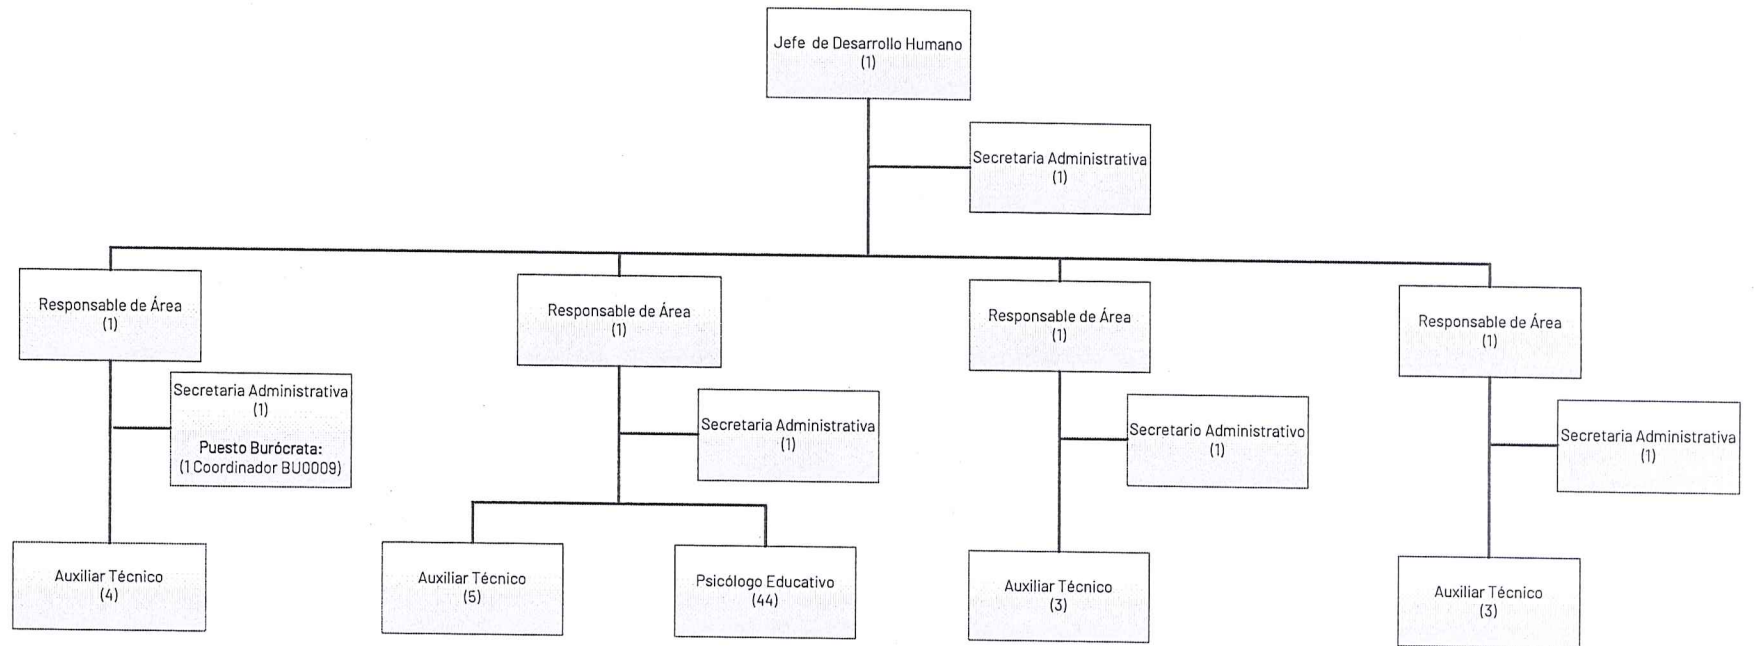 Jefe de Desarrollo Humano
(1)
Secretaria Administrativa
(1)
Responsable de Área
(1)
Responsable de Área
(1)
Responsable de Área
(1)
Responsable de Área
(1)
Secretaria Administrativa
(1)
Puesto Burócrata:
(1 Coordinador BU0009)
Secretaria Administrativa
(1)
Secretario Administrativo
(1)
Secretaria Administrativa
(1)
Auxiliar Técnico
(4)
Auxiliar Técnico
(5)
Psicólogo Educativo
(44)
Auxiliar Técnico
(3)
Auxiliar Técnico
(3)